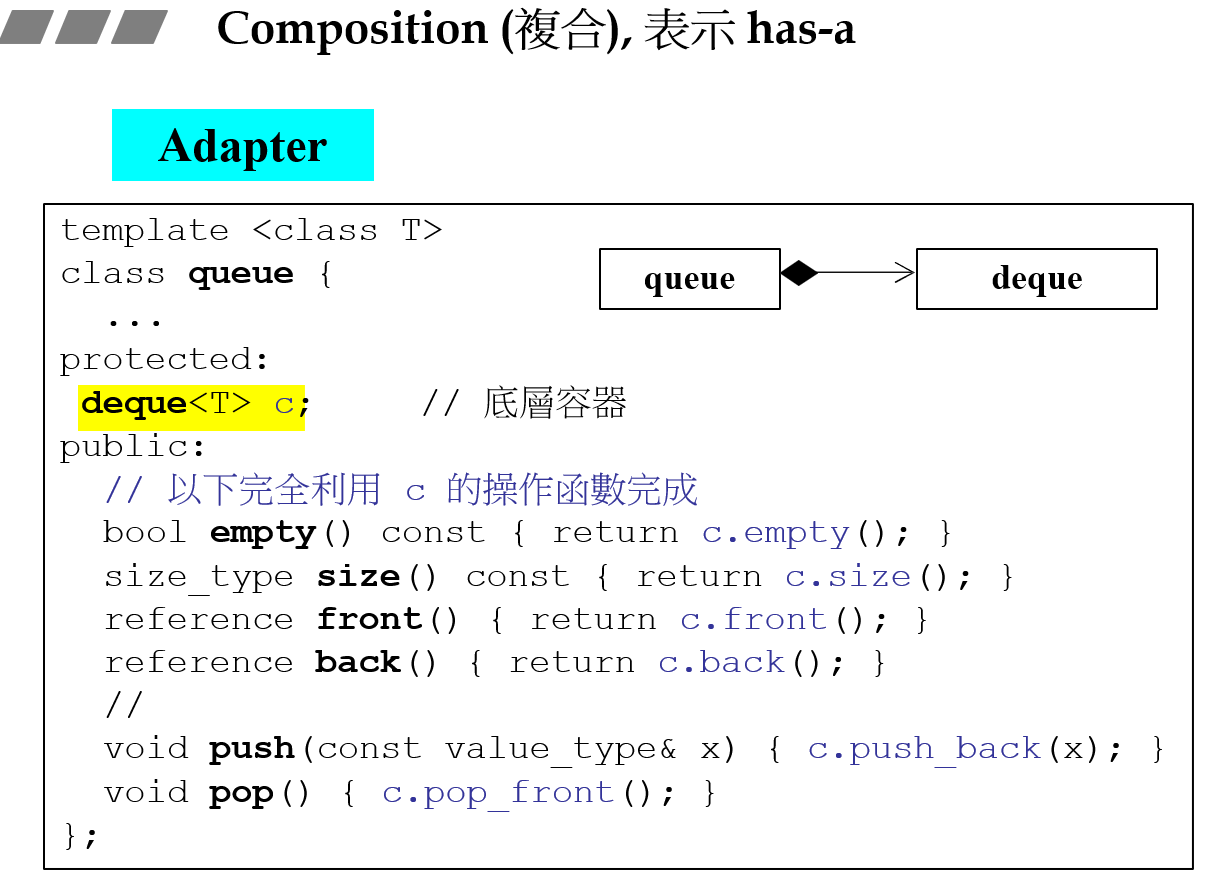 Composition (複合), 表示 has-a
Adapter
template <class T>
class queue {
...
queue
deque
protected:
deque<T> c; // 底層容器
public:
// 以下完全利用 c 的操作函數完成
bool empty() const { return c.empty(); }
size_type size() const { return c.size(); }
reference front() { return c.front(); }
reference back() { return c.back(); }
//
void push(const value_type& x) { c.push_back(x); }
void pop() { c.pop_front(); }
};